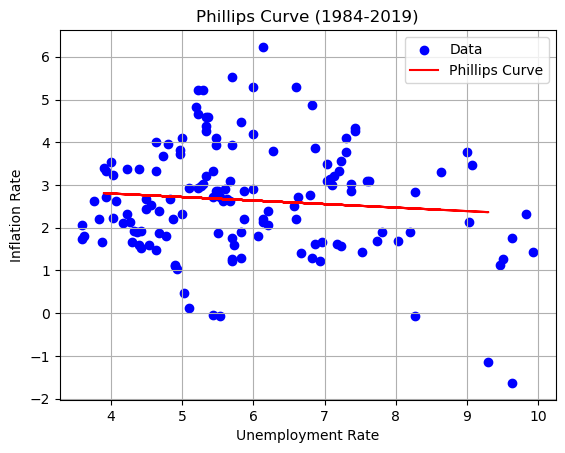 Phillips Curve (1984-2019)
Data
Phillips Curve
Inflation Rate
6
5
4
3
2
1
0
−1
−2
4 5 6 7 8 9 10
Unemployment Rate